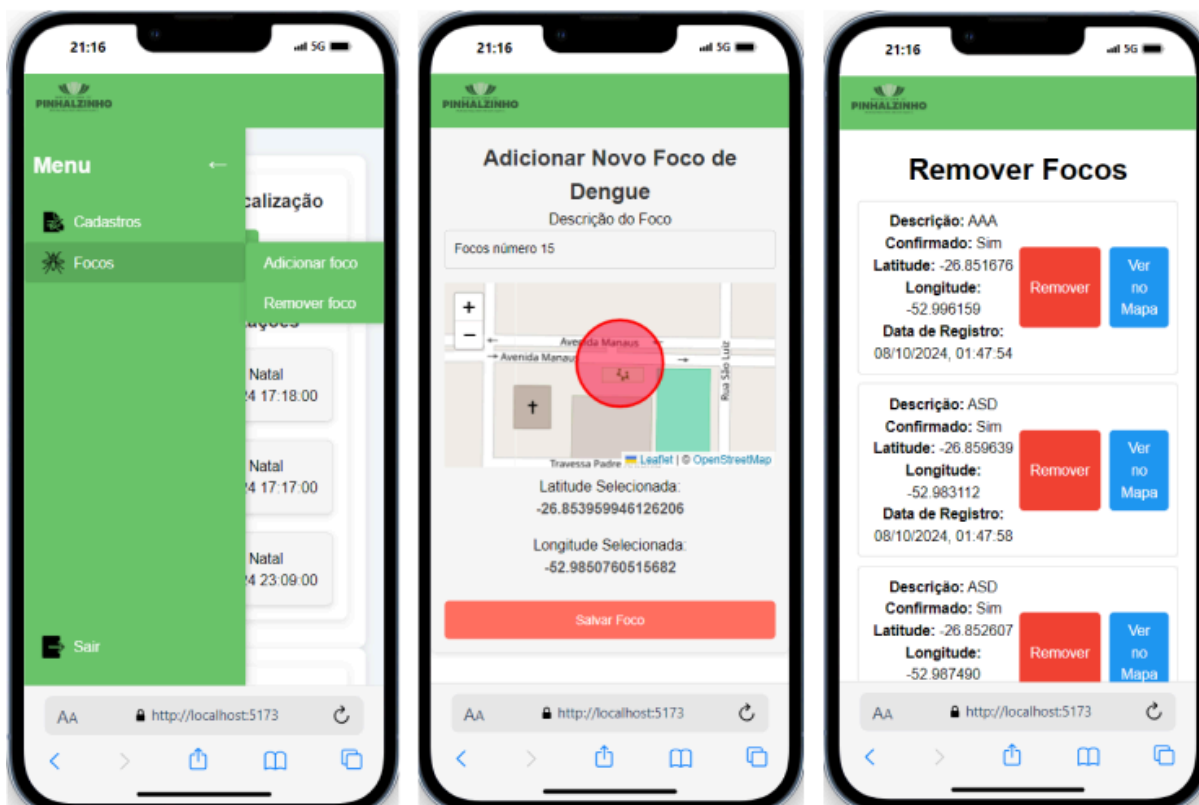 21:16
5G
PINHALZINHO
Menu ←
calização
Cadastros
Focos
Adicionar foco
Remover foco
Natal
4 17:18:00
Natal
4 17:17:00
Natal
4 23:09:00
Sair
AA http://localhost:5173
21:16
5G
PINHALZINHO
Adicionar Novo Foco de
Dengue
Descrição do Foco
Focos número 15
+
−
Avenida Manaus
Avenida Manaus
Rua São Luiz
Travessa Padre
Leaflet | © OpenStreetMap
Latitude Selecionada:
-26.853959946126206
Longitude Selecionada:
-52.9850760515682
Salvar Foco
AA http://localhost:5173
21:16
5G
PINHALZINHO
Remover Focos
Descrição: AAA
Confirmado: Sim
Latitude: -26.851676
Longitude:
-52.996159
Data de Registro:
08/10/2024, 01:47:54
Remover
Ver
no
Mapa
Descrição: ASD
Confirmado: Sim
Latitude: -26.859639
Longitude:
-52.983112
Data de Registro:
08/10/2024, 01:47:58
Remover
Ver
no
Mapa
Descrição: ASD
Confirmado: Sim
Latitude: -26.852607
Longitude:
-52.987490
Remover
Ver
no
Mapa
AA http://localhost:5173